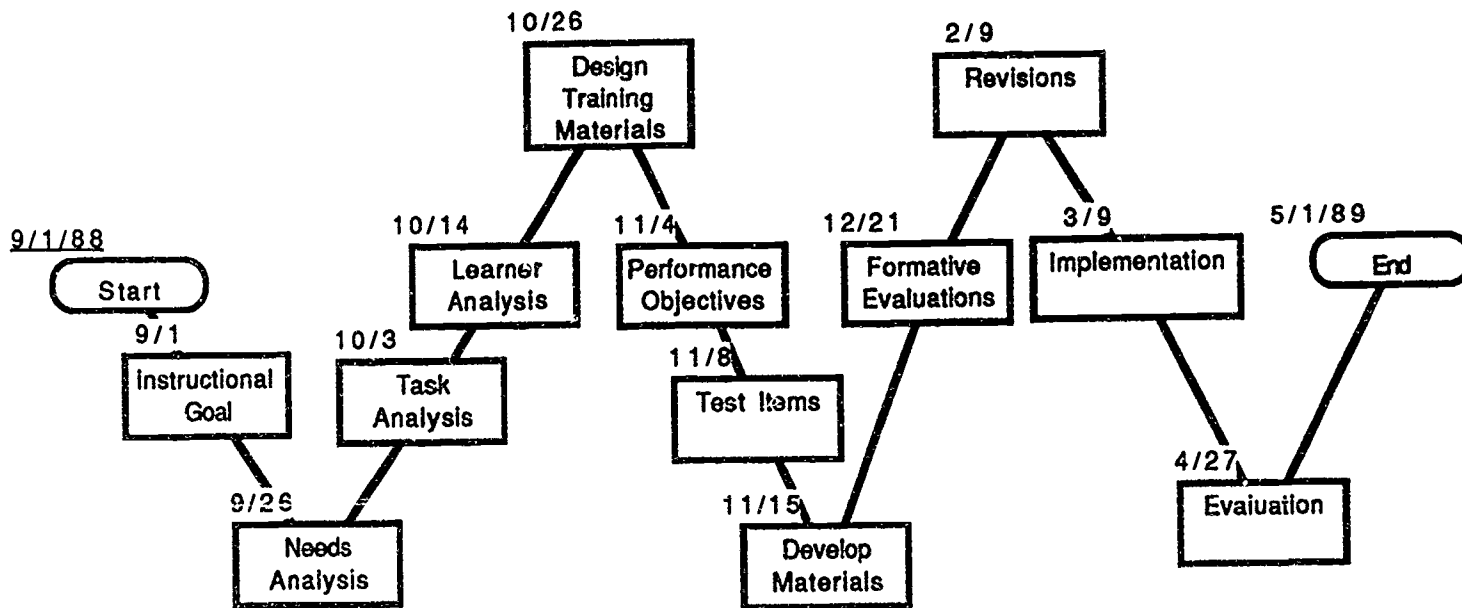 9/1/88
Start
9/1
Instructional
Goal
9/26
Needs
Analysis
10/3
Task
Analysis
10/14
Learner
Analysis
10/26
Design
Training
Materials
11/4
Performance
Objectives
11/8
Test Items
11/15
Develop
Materials
12/21
Formative
Evaluations
2/9
Revisions
3/9
Implementation
4/27
Evaluation
5/1/89
End